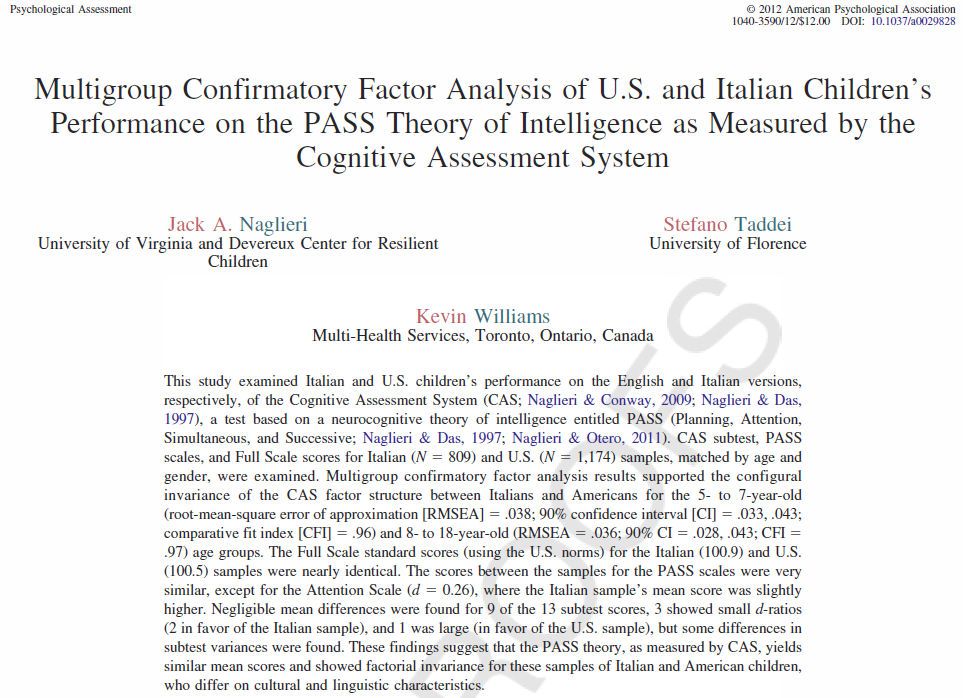 Psychological Assessment
© 2012 American Psychological Association
1040-3590/12/$12.00 DOI: 10.1037/a0029828
Multigroup Confirmatory Factor Analysis of U.S. and Italian Children's
Performance on the PASS Theory of Intelligence as Measured by the
Cognitive Assessment System
Jack A. Naglieri
University of Virginia and Devereux Center for Resilient
Children
Stefano Taddei
University of Florence
Kevin Williams
Multi-Health Services, Toronto, Ontario, Canada
This study examined Italian and U.S. children's performance on the English and Italian versions,
respectively, of the Cognitive Assessment System (CAS; Naglieri & Conway, 2009; Naglieri & Das,
1997), a test based on a neurocognitive theory of intelligence entitled PASS (Planning, Attention,
Simultaneous, and Successive; Naglieri & Das, 1997; Naglieri & Otero, 2011). CAS subtest, PASS
scales, and Full Scale scores for Italian (N = 809) and U.S. (N = 1,174) samples, matched by age and
gender, were examined. Multigroup confirmatory factor analysis results supported the configural
invariance of the CAS factor structure between Italians and Americans for the 5- to 7-year-old
(root-mean-square error of approximation [RMSEA] = .038; 90% confidence interval [CI] = .033, .043;
comparative fit index [CFI] = .96) and 8- to 18-year-old (RMSEA = .036; 90% CI = .028, .043; CFI =
.97) age groups. The Full Scale standard scores (using the U.S. norms) for the Italian (100.9) and U.S.
(100.5) samples were nearly identical. The scores between the samples for the PASS scales were very
similar, except for the Attention Scale (d = 0.26), where the Italian sample's mean score was slightly
higher. Negligible mean differences were found for 9 of the 13 subtest scores, 3 showed small d-ratios
(2 in favor of the Italian sample), and 1 was large (in favor of the U.S. sample), but some differences in
subtest variances were found. These findings suggest that the PASS theory, as measured by CAS, yields
similar mean scores and showed factorial invariance for these samples of Italian and American children,
who differ on cultural and linguistic characteristics.